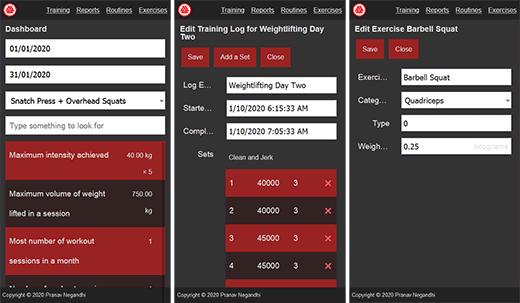 Training Reports Routines Exercises
Dashboard
01/01/2020
31/01/2020
Snatch Press + Overhead Squats
Type something to look for
Maximum intensity achieved 40.00 kg
× 5
Maximum volume of weight 750.00
lifted in a session kg
Most number of workout 1
sessions in a month
Copyright © 2020 Pranav Negandhi
Training Reports Routines Exercises
Edit Training Log for Weightlifting Day
Two
Save Add a Set Close
Log E... Weightlifting Day Two
Starte... 1/10/2020 6:15:33 AM
Compl... 1/10/2020 7:05:33 AM
Sets Clean and Jerk
1 40000 3 ×
2 40000 3 ×
3 45000 3 ×
4 45000 3 ×
Copyright © 2020 Pranav Negandhi
Training Reports Routines Exercises
Edit Exercise Barbell Squat
Save Close
Exerci... Barbell Squat
Categ... Quadriceps
Type 0
Weigh... 0.25 kilograms
Copyright © 2020 Pranav Negandhi